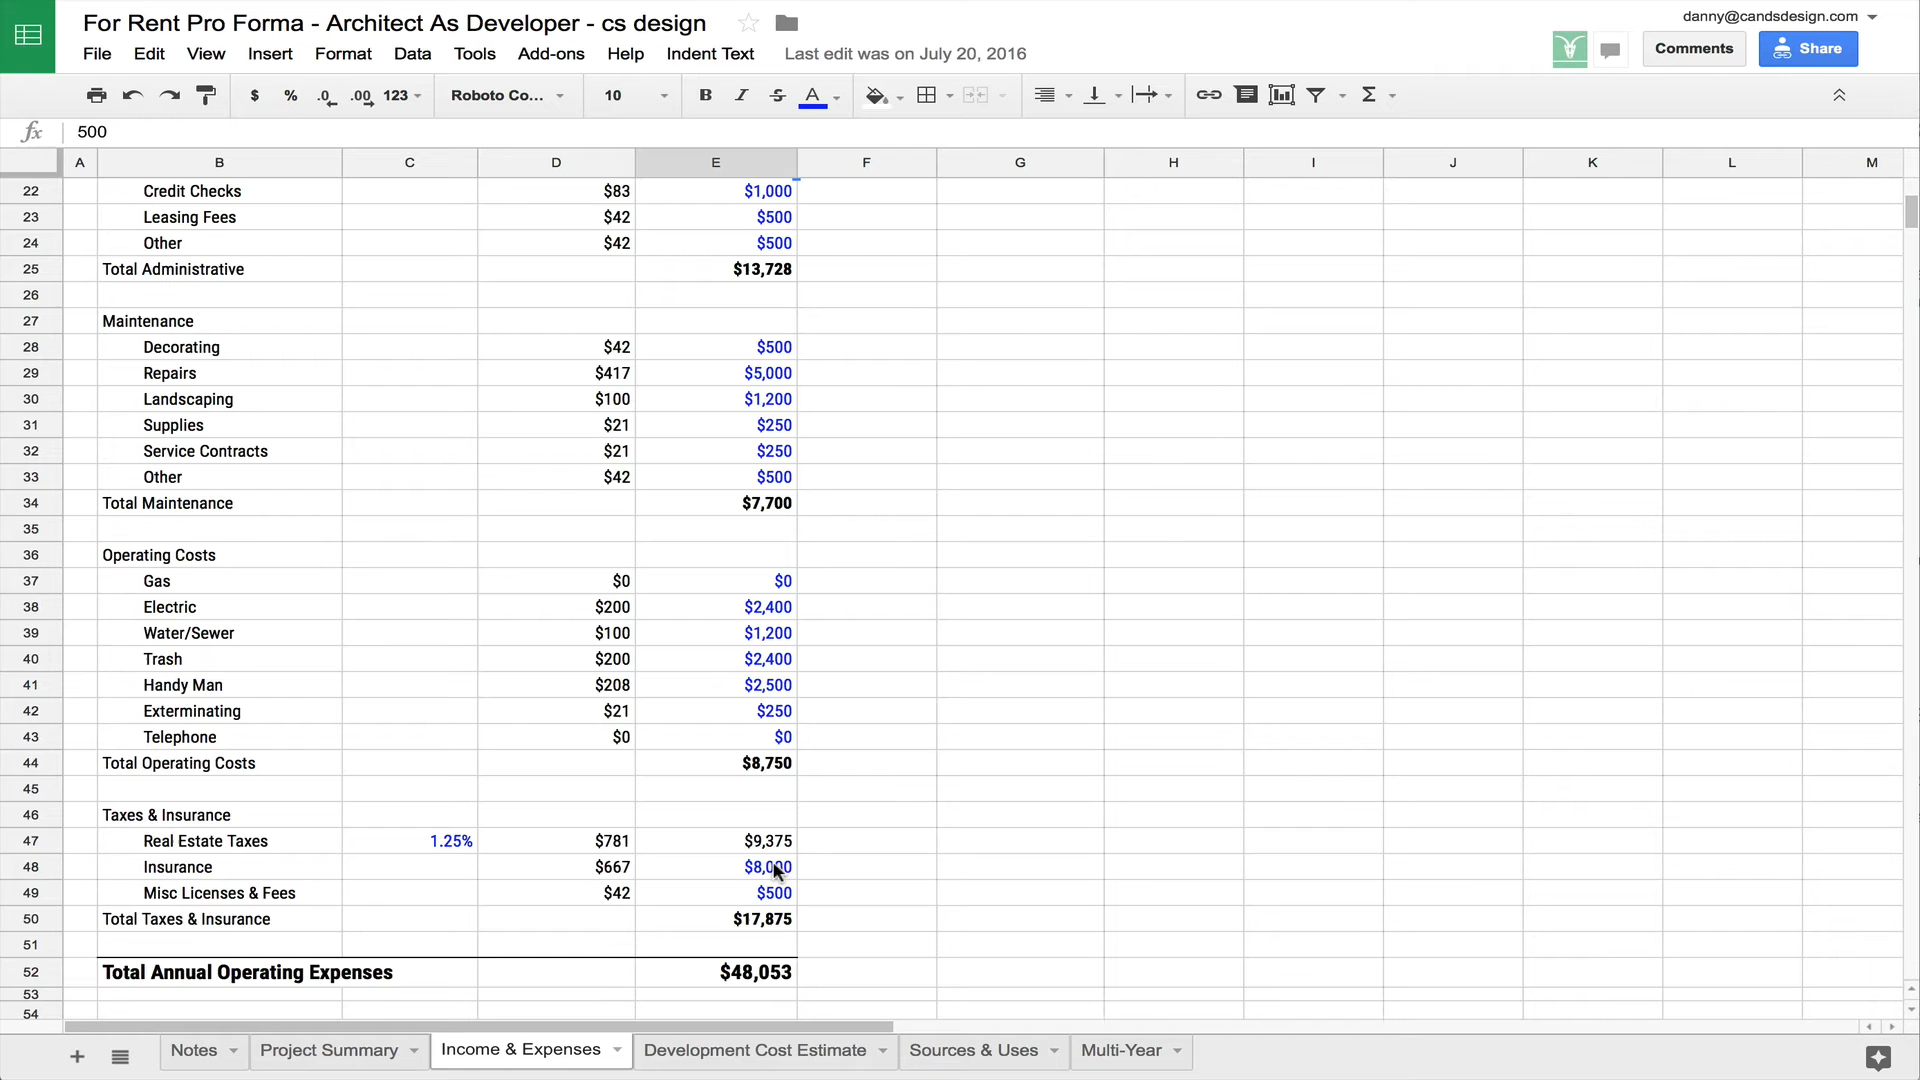 For Rent Pro Forma - Architect As Developer - cs design
danny@candsdesign.com
File Edit View Insert Format Data Tools Add-ons Help Indent Text Last edit was on July 20, 2016
Comments Share
$ % .0 .00 123 Roboto Co... 10 B I S A Σ
fx 500
A B C D E F G H I J K L M
22 Credit Checks $83 $1,000
23 Leasing Fees $42 $500
24 Other $42 $500
25 Total Administrative $13,728
26
27 Maintenance
28 Decorating $42 $500
29 Repairs $417 $5,000
30 Landscaping $100 $1,200
31 Supplies $21 $250
32 Service Contracts $21 $250
33 Other $42 $500
34 Total Maintenance $7,700
35
36 Operating Costs
37 Gas $0 $0
38 Electric $200 $2,400
39 Water/Sewer $100 $1,200
40 Trash $200 $2,400
41 Handy Man $208 $2,500
42 Exterminating $21 $250
43 Telephone $0 $0
44 Total Operating Costs $8,750
45
46 Taxes & Insurance
47 Real Estate Taxes 1.25% $781 $9,375
48 Insurance $667 $8,000
49 Misc Licenses & Fees $42 $500
50 Total Taxes & Insurance $17,875
51
52 Total Annual Operating Expenses $48,053
53
54
Notes Project Summary Income & Expenses Development Cost Estimate Sources & Uses Multi-Year